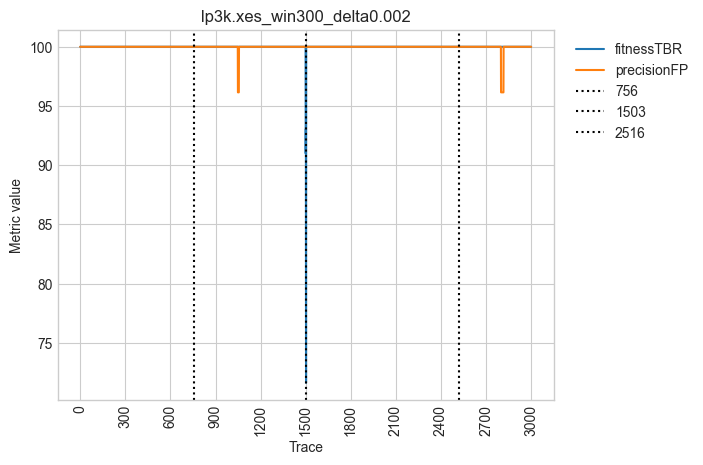 lp3k.xes_win300_delta0.002
fitnessTBR
precisionFP
756
1503
2516
Metric value
100
95
90
85
80
75
0 300 600 900 1200 1500 1800 2100 2400 2700 3000
Trace